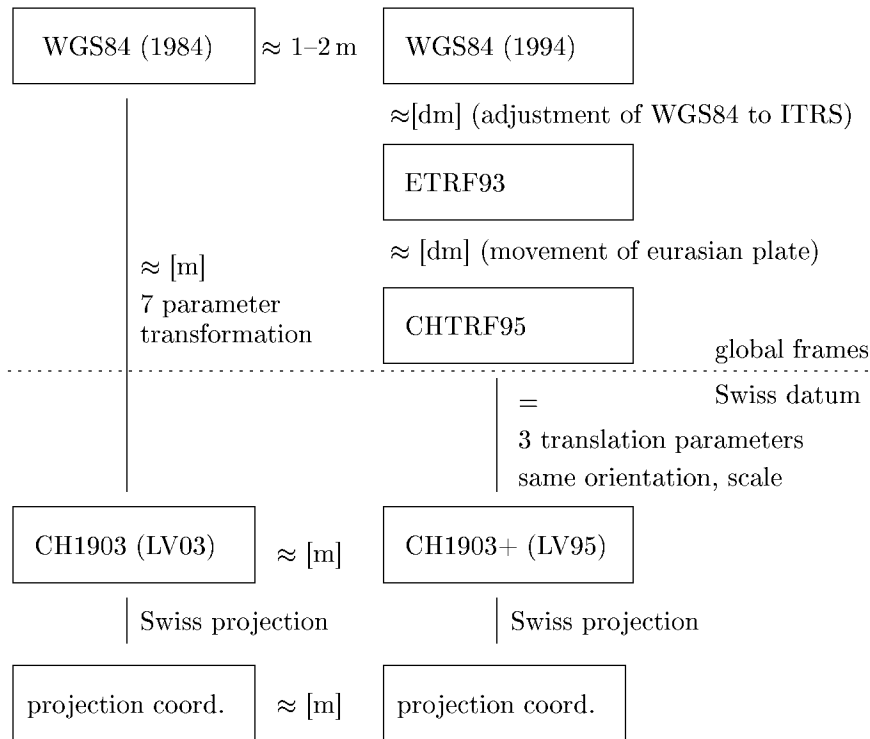 WGS84 (1984) ≈ 1–2 m WGS84 (1994)
≈[dm] (adjustment of WGS84 to ITRS)
ETRF93
≈ [dm] (movement of eurasian plate)
≈ [m]
7 parameter
transformation
CHTRF95
global frames
Swiss datum
=
3 translation parameters
same orientation, scale
CH1903 (LV03) ≈ [m] CH1903+ (LV95)
Swiss projection Swiss projection
projection coord. ≈ [m] projection coord.